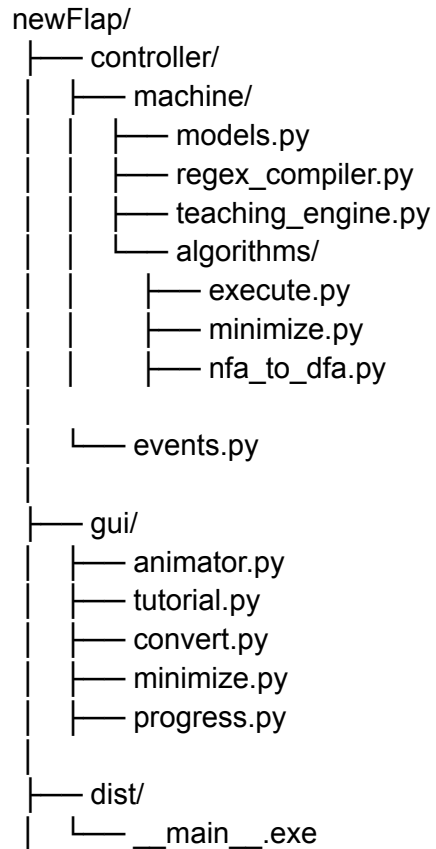 newFlap/
├── controller/
│ ├── machine/
│ │ ├── models.py
│ │ ├── regex_compiler.py
│ │ ├── teaching_engine.py
│ │ └── algorithms/
│ │ ├── execute.py
│ │ ├── minimize.py
│ │ ├── nfa_to_dfa.py
│
│ └── events.py
│
├── gui/
│ ├── animator.py
│ ├── tutorial.py
│ ├── convert.py
│ ├── minimize.py
│ ├── progress.py
│
├── dist/
│ └── __main__.exe